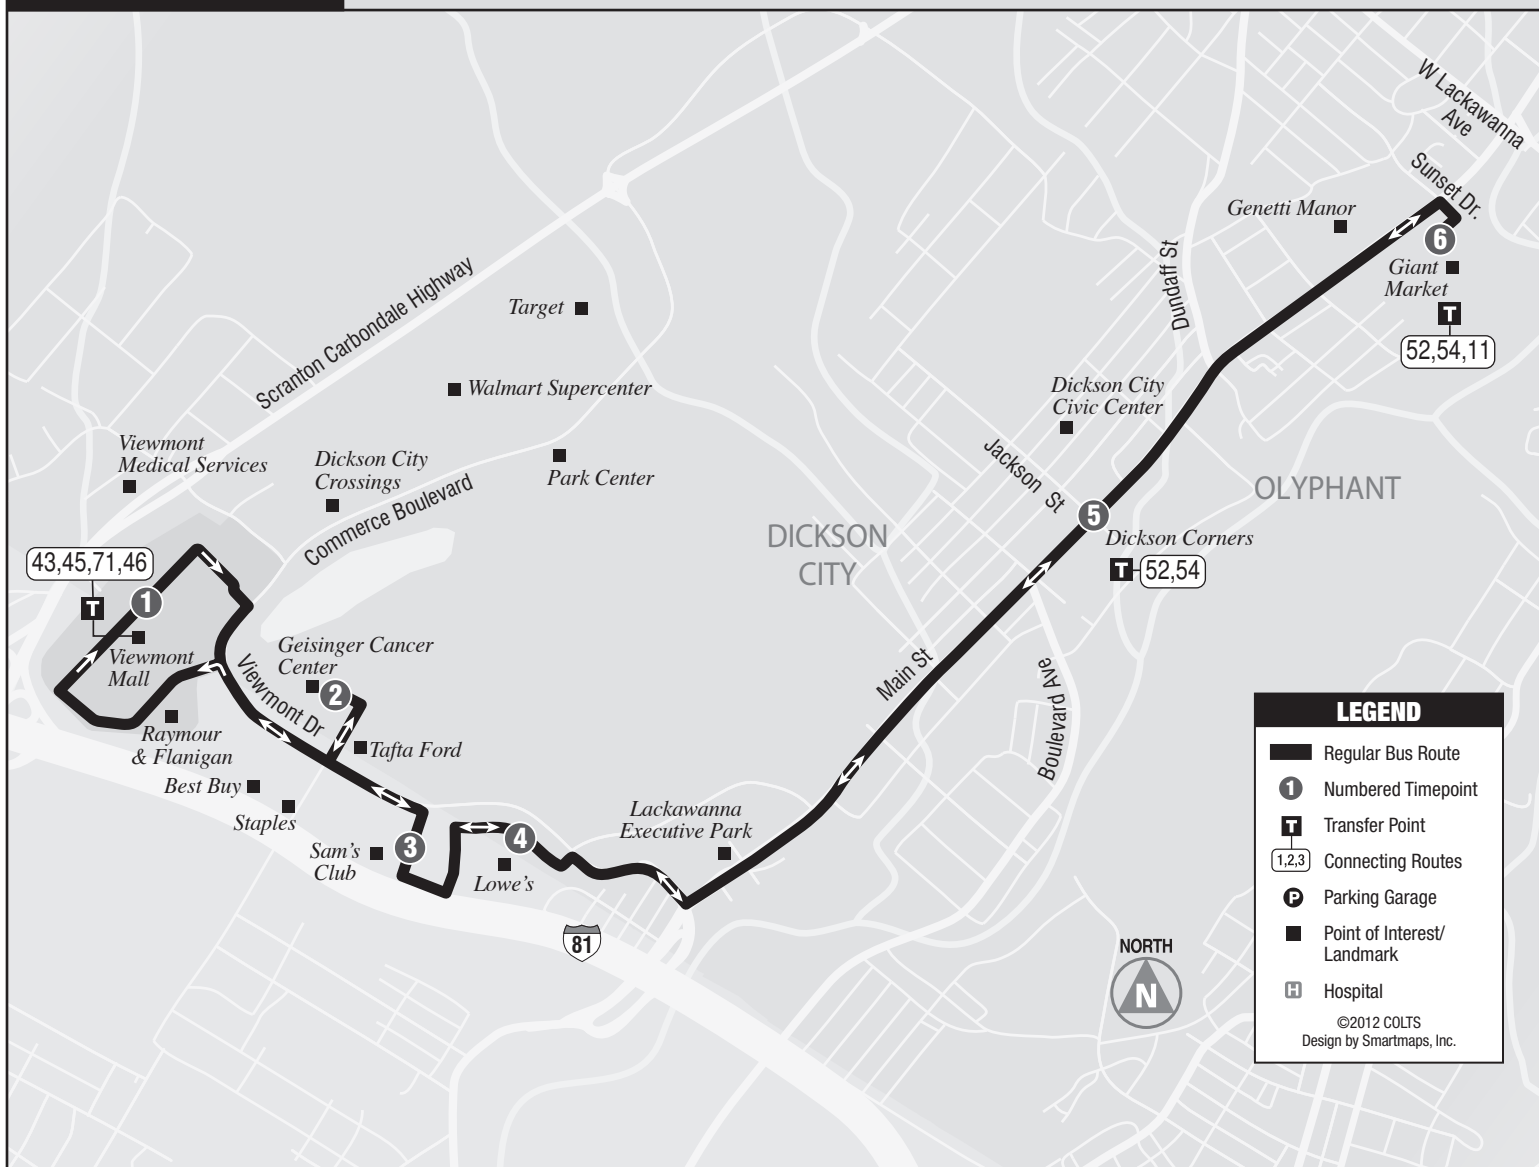 W Lackawanna
Ave
Sunset Dr.
Genetti Manor
6
Giant
Market
T
52,54,11
Dundaff St
Scranton Carbondale Highway
Target
Walmart Supercenter
Dickson City
Civic Center
Viewmont
Medical Services
Dickson City
Crossings
Park Center
Commerce Boulevard
Jackson St
OLYPHANT
5
DICKSON
CITY
Dickson Corners
T
52,54
43,45,71,46
T
1
Viewmont
Mall
Geisinger Cancer
Center
2
Viewmont Dr
Main St
Boulevard Ave
Raymour
& Flanigan
Tafta Ford
Best Buy
Staples
Sam's
Club
3
4
Lowe's
Lackawanna
Executive Park
81
NORTH
N
LEGEND
Regular Bus Route
1 Numbered Timepoint
T Transfer Point
1,2,3 Connecting Routes
P Parking Garage
Point of Interest/
Landmark
H Hospital
©2012 COLTS
Design by Smartmaps, Inc.